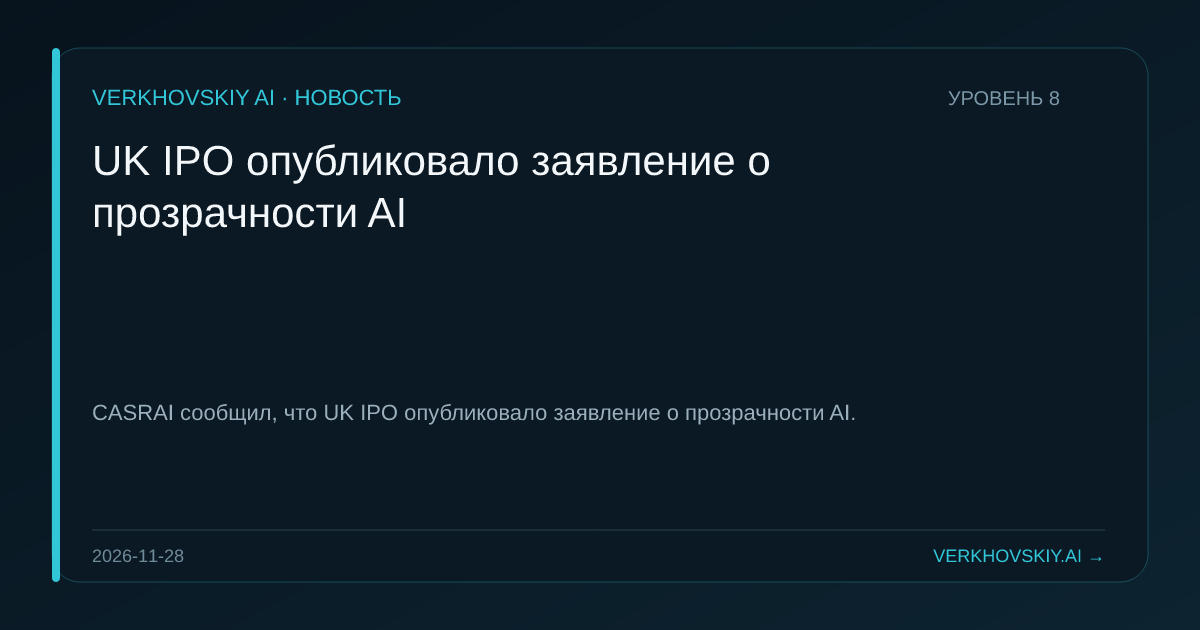 VERKHOVSKIY AI · НОВОСТЬ
УРОВЕНЬ 8
UK IPO опубликовало заявление о
прозрачности AI
CASRAI сообщил, что UK IPO опубликовало заявление о прозрачности AI.
2026-11-28
VERKHOVSKIY.AI →